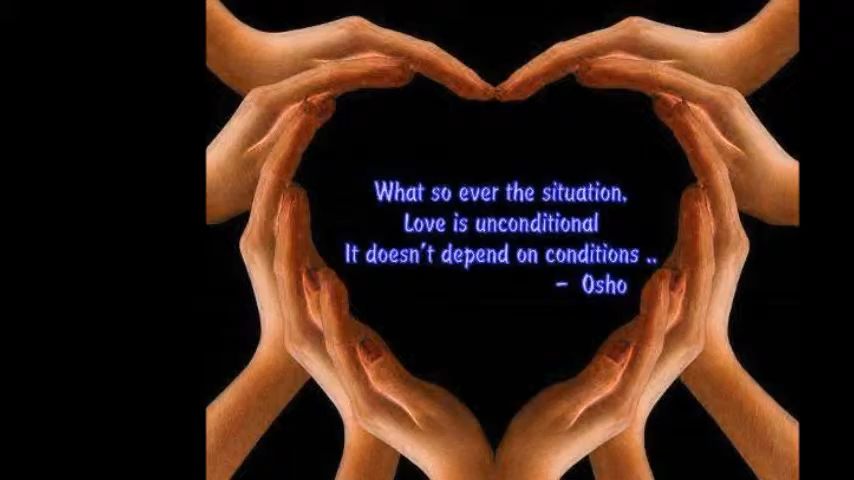 What so ever the situation,
Love is unconditional
It doesn't depend on conditions ..
- Osho